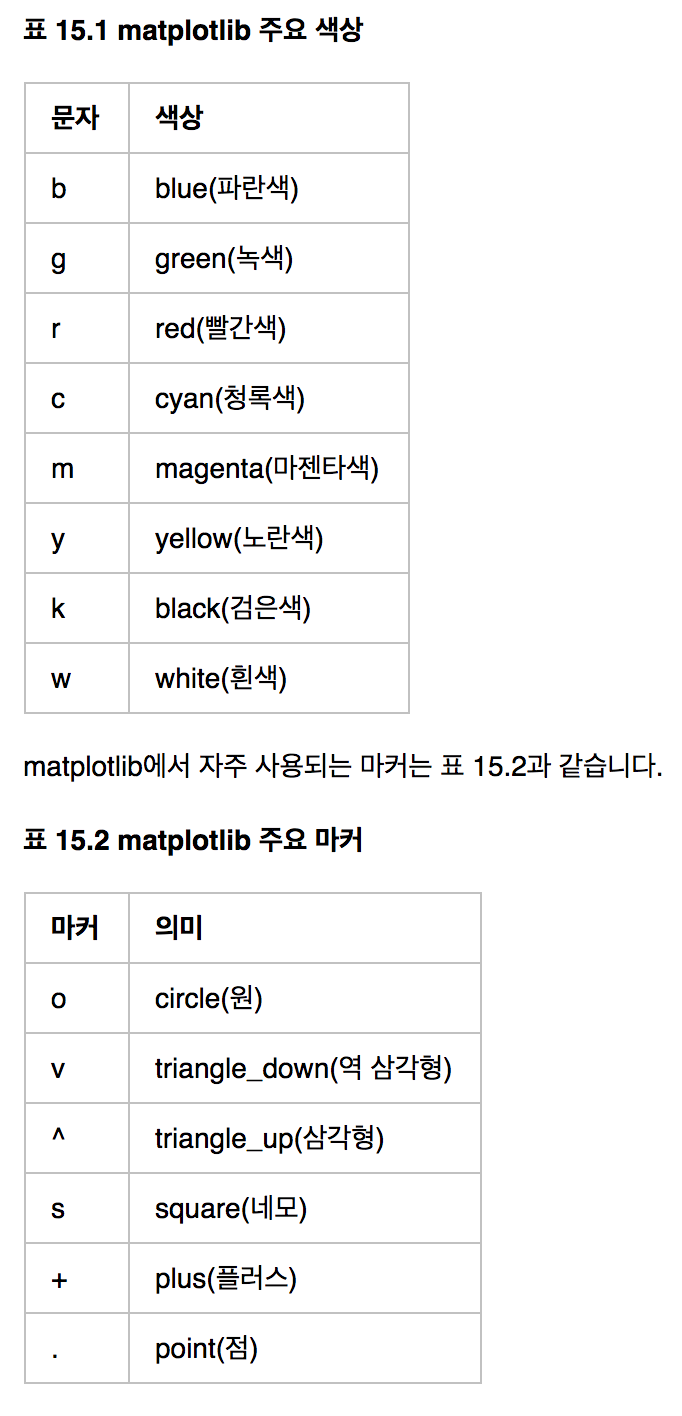 표 15.1 matplotlib 주요 색상
문자 색상
b blue(파란색)
g green(녹색)
r red(빨간색)
c cyan(청록색)
m magenta(마젠타색)
y yellow(노란색)
k black(검은색)
w white(흰색)
matplotlib에서 자주 사용되는 마커는 표 15.2과 같습니다.
표 15.2 matplotlib 주요 마커
마커 의미
o circle(원)
v triangle_down(역 삼각형)
^ triangle_up(삼각형)
s square(네모)
+ plus(플러스)
. point(점)